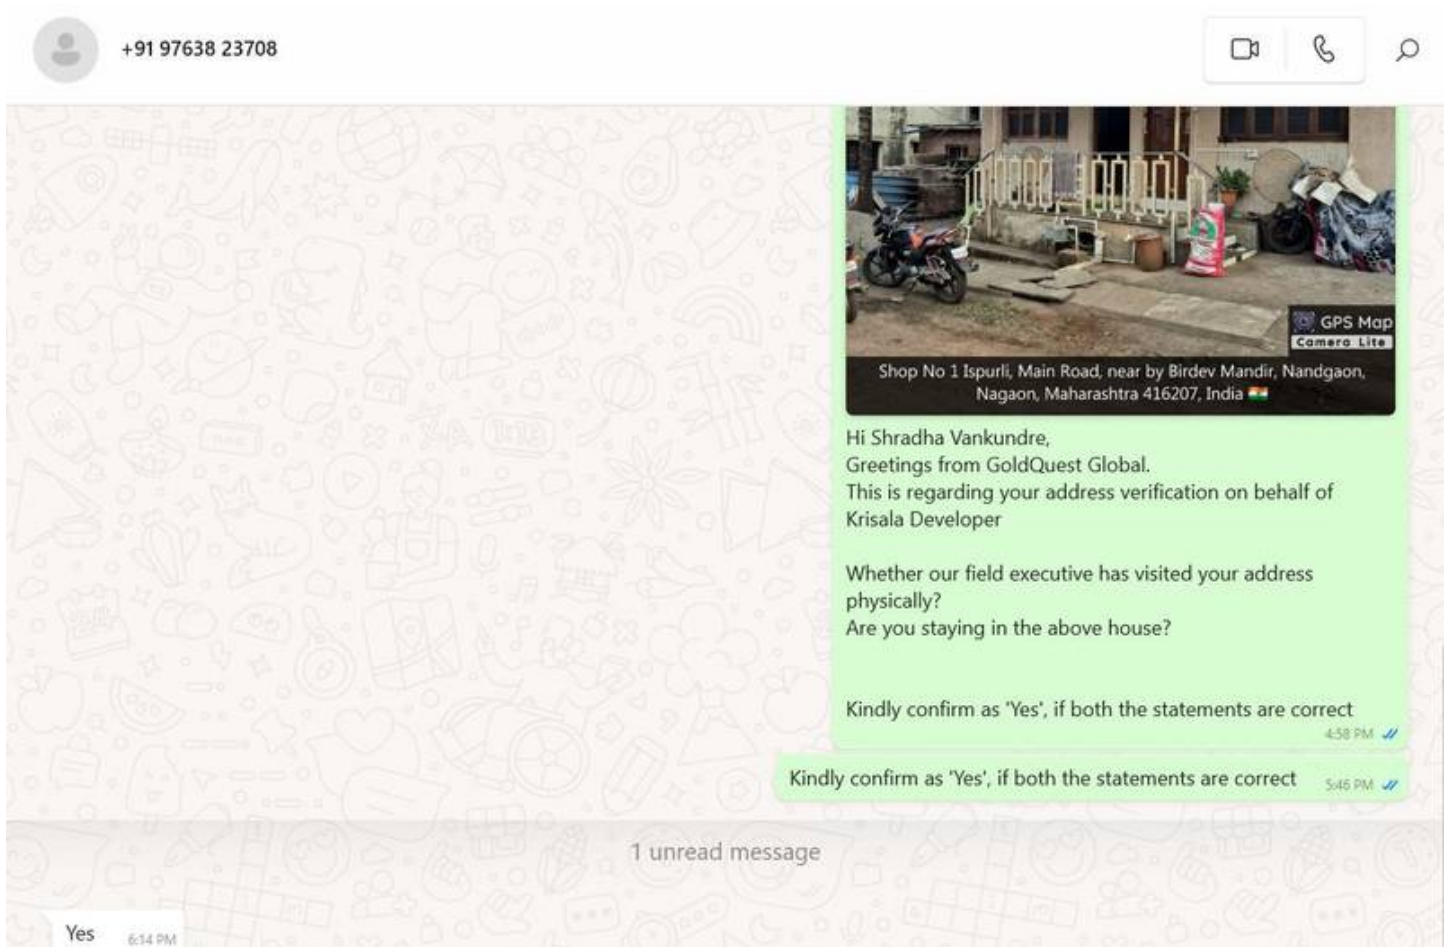 +91 97638 23708
GPS Map
Camera Lite
Shop No 1 Ispurli, Main Road, near by Birdev Mandir, Nandgaon,
Nagaon, Maharashtra 416207, India
Hi Shradha Vankundre,
Greetings from GoldQuest Global.
This is regarding your address verification on behalf of
Krisala Developer
Whether our field executive has visited your address
physically?
Are you staying in the above house?
Kindly confirm as 'Yes', if both the statements are correct
4:58 PM
Kindly confirm as 'Yes', if both the statements are correct 5:46 PM
1 unread message
Yes 6:14 PM